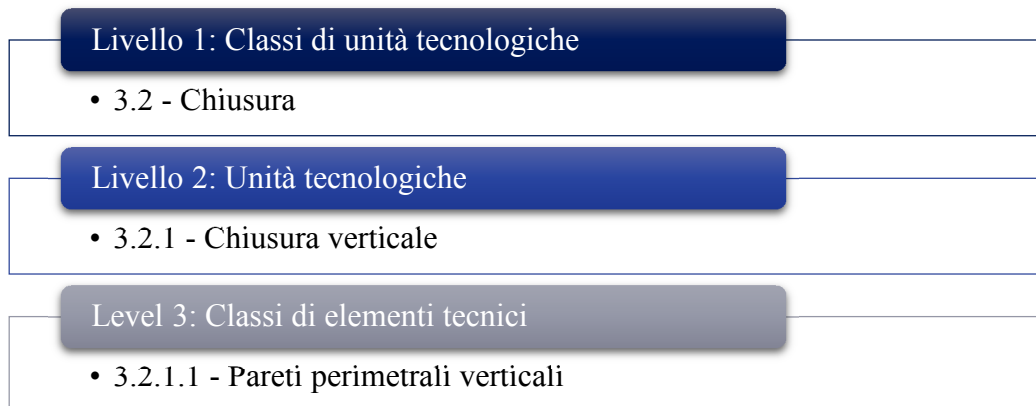 Livello 1: Classi di unità tecnologiche
• 3.2 - Chiusura
Livello 2: Unità tecnologiche
• 3.2.1 - Chiusura verticale
Level 3: Classi di elementi tecnici
• 3.2.1.1 - Pareti perimetrali verticali